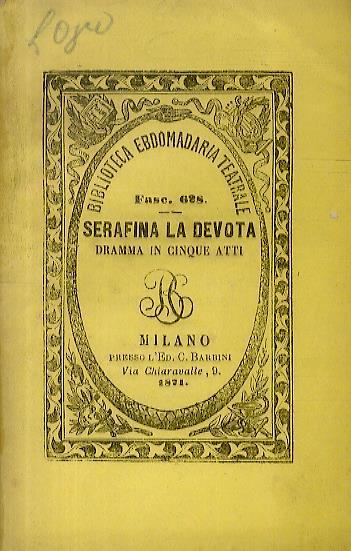 BIBLIOTECA EBDOMADARIA TEATRALE
Fasc. 628.
SERAFINA LA DEVOTA
DRAMMA IN CINQUE ATTI
MILANO
PRESSO L'ED. C. BARBINI
Via Chiaravalle, 9.
1871.